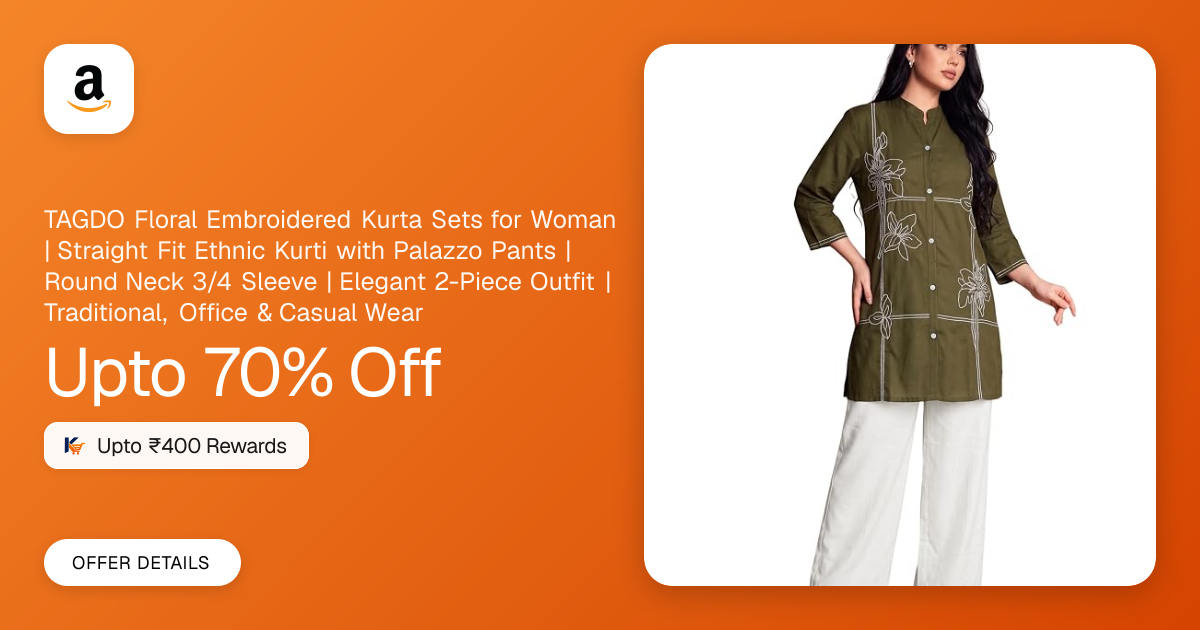 a
TAGDO Floral Embroidered Kurta Sets for Woman
| Straight Fit Ethnic Kurti with Palazzo Pants |
Round Neck 3/4 Sleeve | Elegant 2-Piece Outfit |
Traditional, Office & Casual Wear
Upto 70% Off
K Upto ₹400 Rewards
OFFER DETAILS